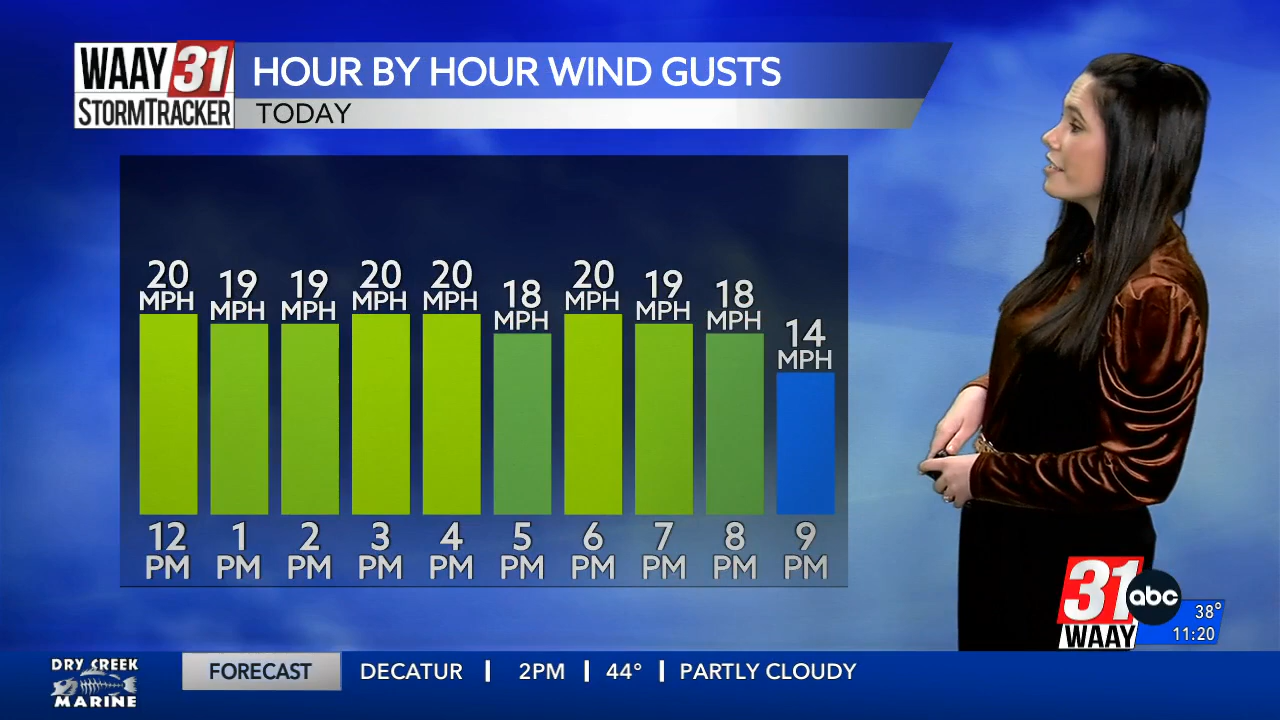 WAAY 31
STORMTRACKER
HOUR BY HOUR WIND GUSTS
TODAY
20 MPH
19 MPH
19 MPH
20 MPH
20 MPH
18 MPH
20 MPH
19 MPH
18 MPH
14 MPH
12 PM
1 PM
2 PM
3 PM
4 PM
5 PM
6 PM
7 PM
8 PM
9 PM
31
abc
WAAY
38°
11:20
DRY CREEK
MARINE
FORECAST
DECATUR | 2PM | 44° | PARTLY CLOUDY